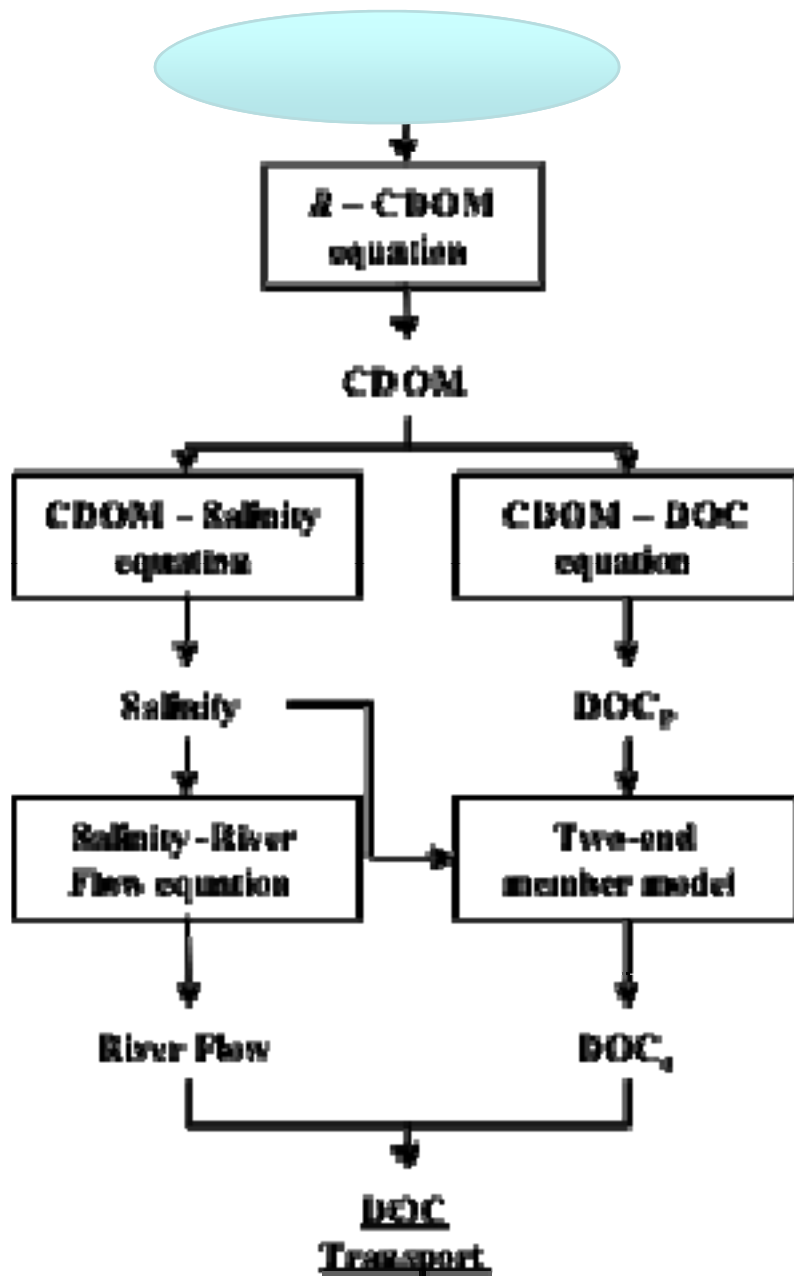 R – CDOM
equation
CDOM
CDOM – Salinity
equation
CDOM – DOC
equation
Salinity
DOCp
Salinity -River
Flow equation
Two-end
member model
River Flow
DOC
DOC
Transport